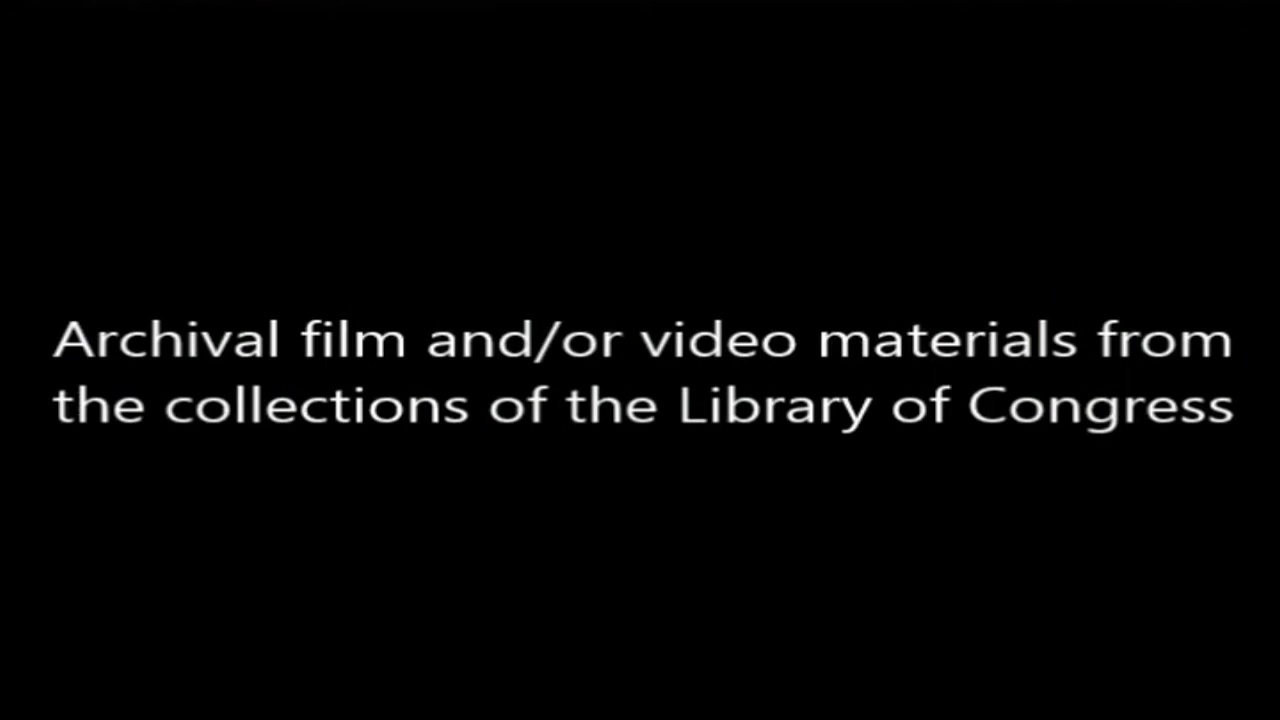 Archival film and/or video materials from
the collections of the Library of Congress